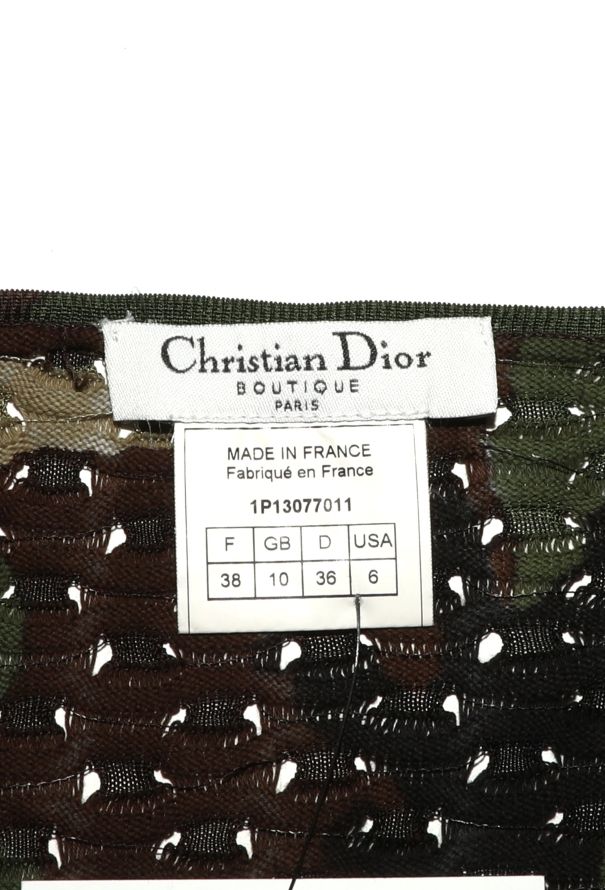 Christian Dior
BOUTIQUE
PARIS
MADE IN FRANCE
Fabriqué en France
1P13077011
F GB D USA
38 10 36 6